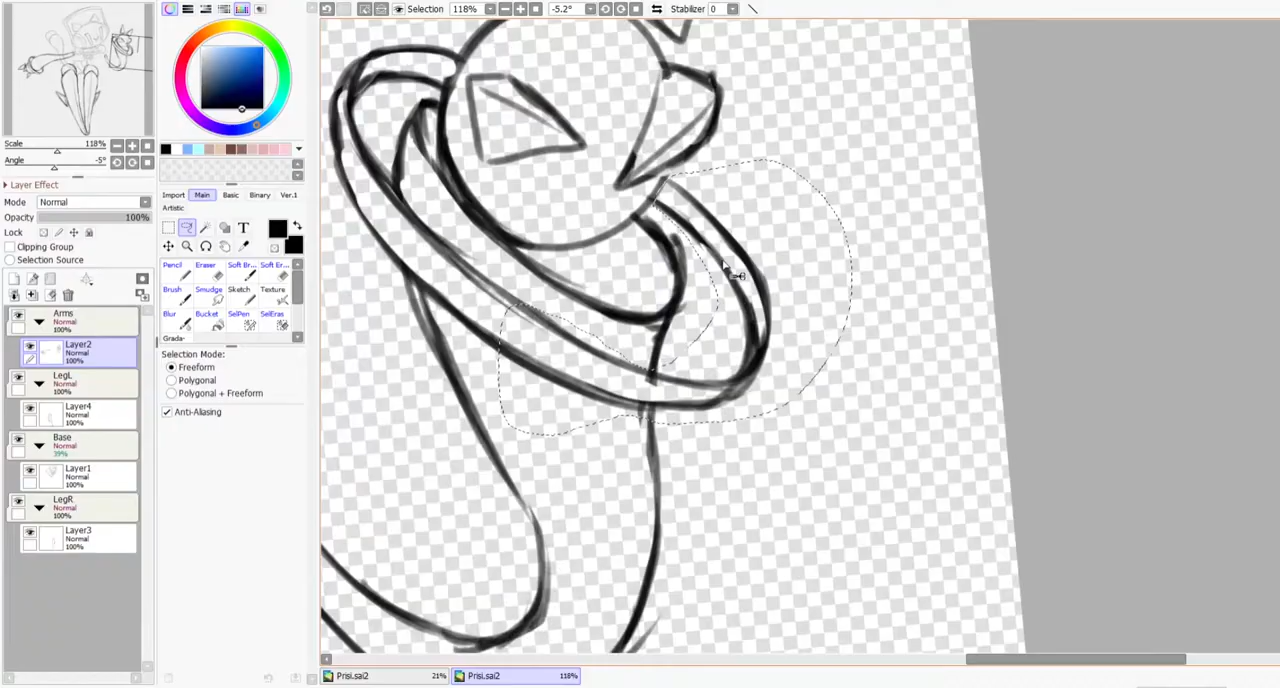 Selection 118% -5.2° Stabilizer 0
Scale 118%
Angle -5°
Layer Effect
Mode Normal
Opacity 100%
Lock
Clipping Group
Selection Source
Arms
Normal
100%
Layer2
Normal
100%
LegL
Normal
100%
Layer4
Normal
100%
Base
Normal
39%
Layer1
Normal
100%
LegR
Normal
100%
Layer3
Normal
100%
Import Main Basic Binary Ver.1
Artistic
T
Pencil Eraser Soft Br... Soft Er...
Brush Smudge Sketch Texture
Blur Bucket SelPen SelEras
Grada-
Selection Mode:
Freeform
Polygonal
Polygonal + Freeform
Anti-Aliasing
Prisi.sai2 21% Prisi.sai2 118%